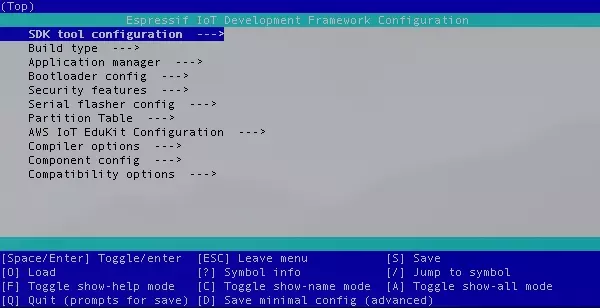 (Top)
Espressif IoT Development Framework Configuration
SDK tool configuration  --->
Build type  --->
Application manager  --->
Bootloader config  --->
Security features  --->
Serial flasher config  --->
Partition Table  --->
AWS IoT EduKit Configuration  --->
Compiler options  --->
Component config  --->
Compatibility options  --->
[Space/Enter] Toggle/enter  [ESC] Leave menu  [S] Save
[O] Load  [?] Symbol info  [/] Jump to symbol
[F] Toggle show-help mode  [C] Toggle show-name mode  [A] Toggle show-all mode
[Q] Quit (prompts for save)  [D] Save minimal config (advanced)